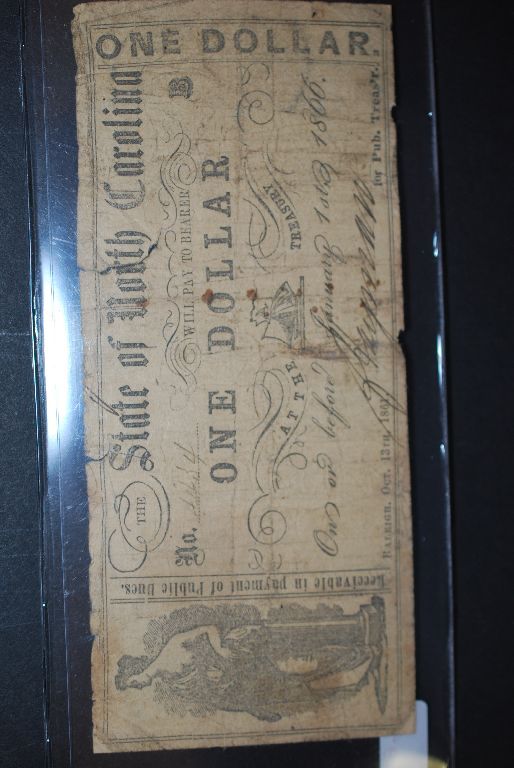 ONE DOLLAR.
THE State of North Carolina
WILL PAY TO BEARER
No. B
ONE DOLLAR
AT THE TREASURY
On or before January 1st 1866.
RALEIGH, Oct. 13th, 1861.
for Pub. Treas'r.
Receivable in payment of Public Dues.